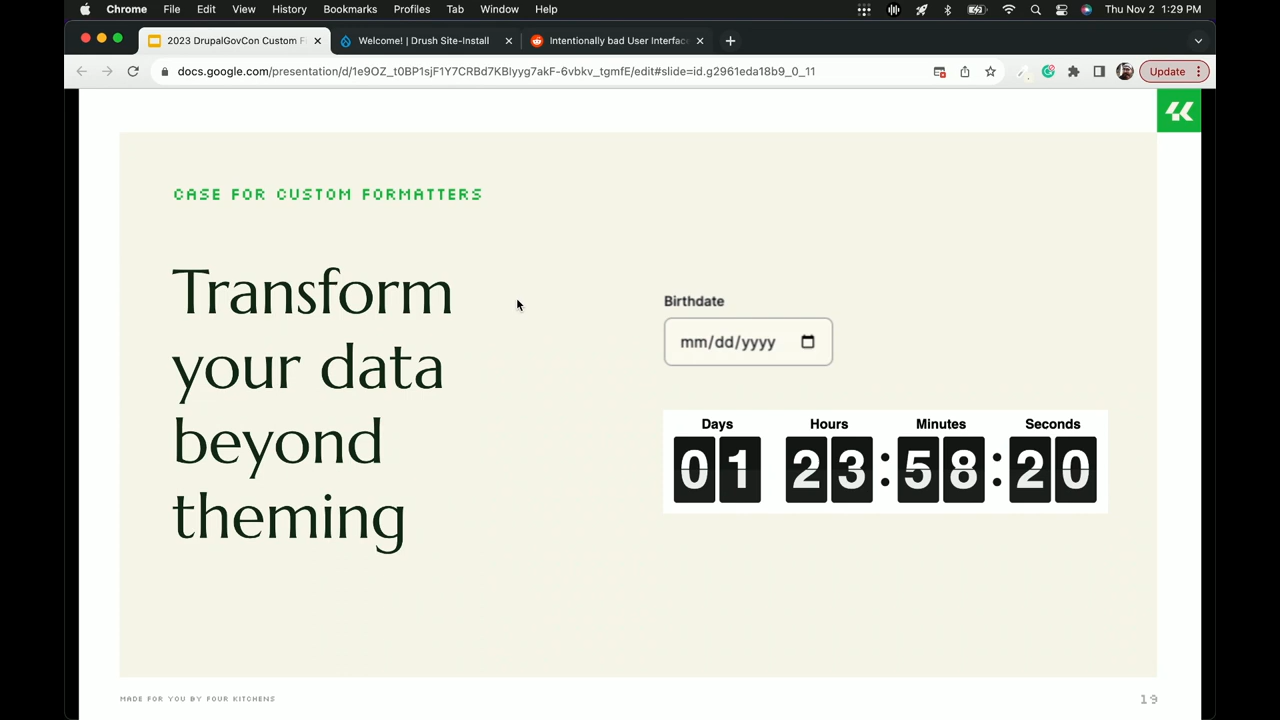 Chrome File Edit View History Bookmarks Profiles Tab Window Help Thu Nov 2 1:29 PM
2023 DrupalGovCon Custom F Welcome! | Drush Site-Install Intentionally bad User Interfac
docs.google.com/presentation/d/1e9OZ_t0BP1sjF1Y7CRBd7KBlyyg7akF-6vbkv_tgmfE/edit#slide=id.g2961eda18b9_0_11 Update
CASE FOR CUSTOM FORMATTERS
Transform
your data
beyond
theming
Birthdate
mm/dd/yyyy
Days Hours Minutes Seconds
01 23:58:20
MADE FOR YOU BY FOUR KITCHENS 19